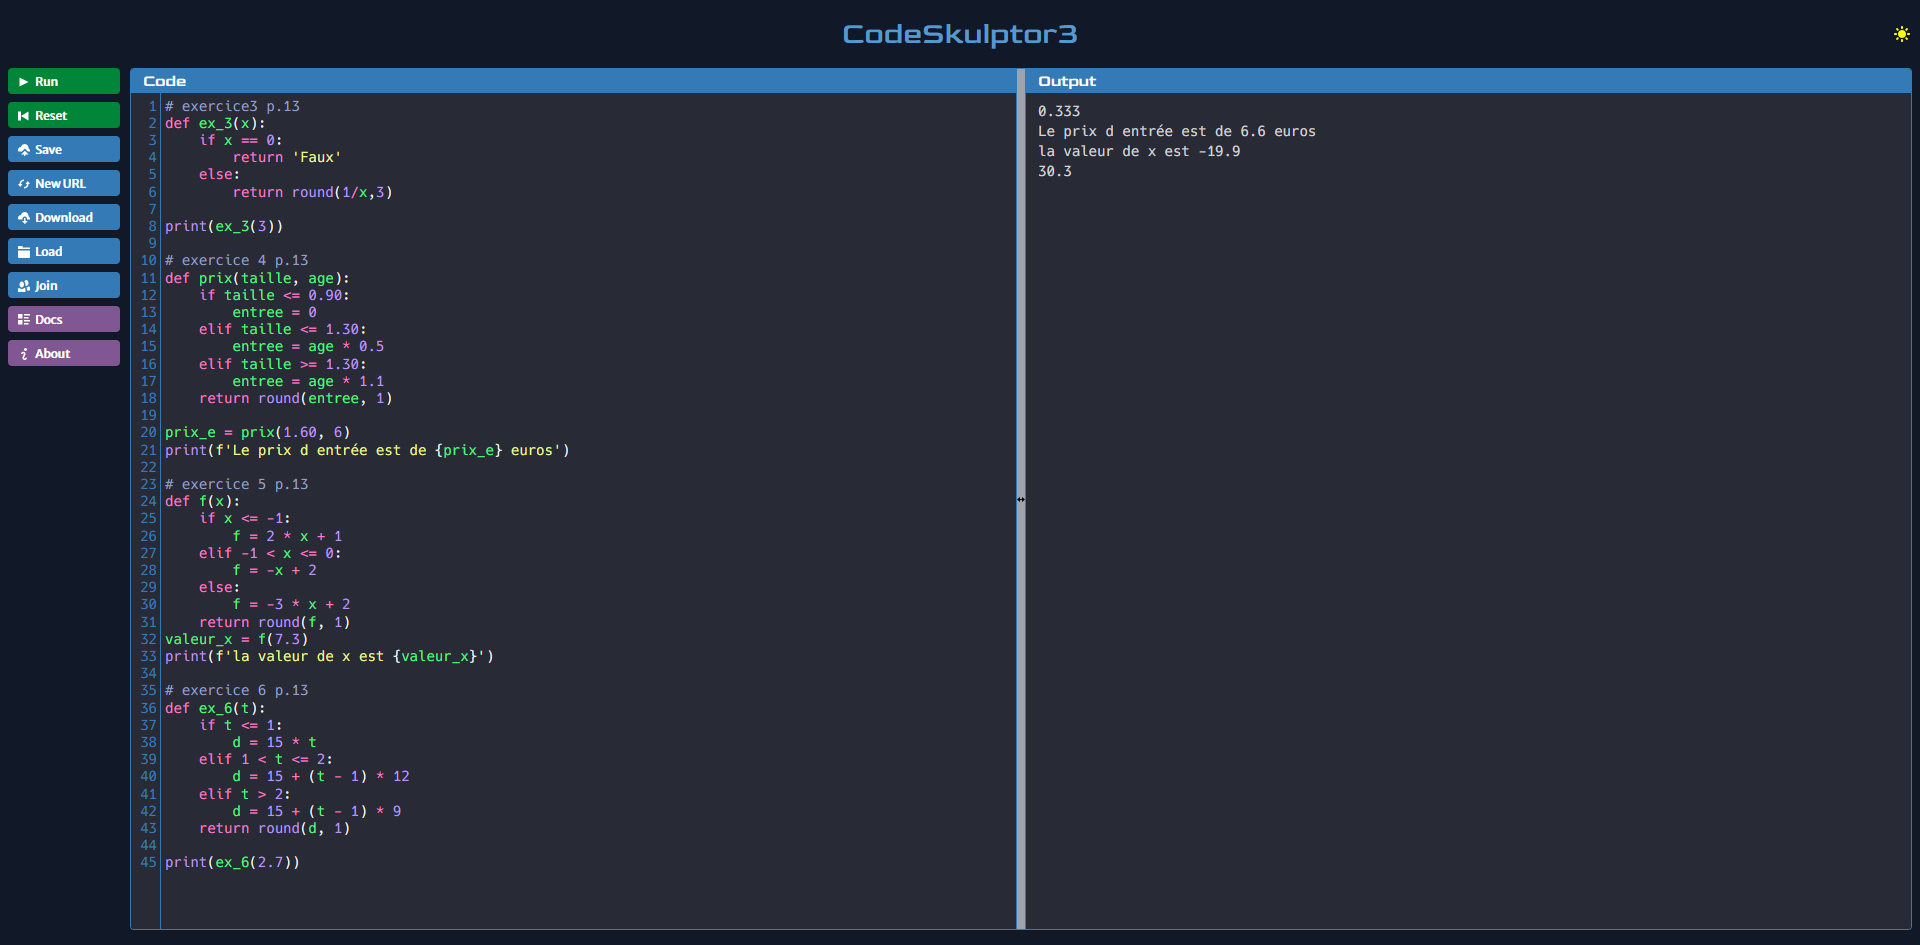 CodeSkulptor3
Run
Reset
Save
New URL
Download
Load
Join
Docs
About
Code
1 # exercice3 p.13
2 def ex_3(x):
3     if x == 0:
4         return 'Faux'
5     else:
6         return round(1/x,3)
7
8 print(ex_3(3))
9
10 # exercice 4 p.13
11 def prix(taille, age):
12     if taille <= 0.90:
13         entree = 0
14     elif taille <= 1.30:
15         entree = age * 0.5
16     elif taille >= 1.30:
17         entree = age * 1.1
18     return round(entree, 1)
19
20 prix_e = prix(1.60, 6)
21 print(f'Le prix d entrée est de {prix_e} euros')
22
23 # exercice 5 p.13
24 def f(x):
25     if x <= -1:
26         f = 2 * x + 1
27     elif -1 < x <= 0:
28         f = -x + 2
29     else:
30         f = -3 * x + 2
31     return round(f, 1)
32 valeur_x = f(7.3)
33 print(f'la valeur de x est {valeur_x}')
34
35 # exercice 6 p.13
36 def ex_6(t):
37     if t <= 1:
38         d = 15 * t
39     elif 1 < t <= 2:
40         d = 15 + (t - 1) * 12
41     elif t > 2:
42         d = 15 + (t - 1) * 9
43     return round(d, 1)
44
45 print(ex_6(2.7))
Output
0.333
Le prix d entrée est de 6.6 euros
la valeur de x est -19.9
30.3